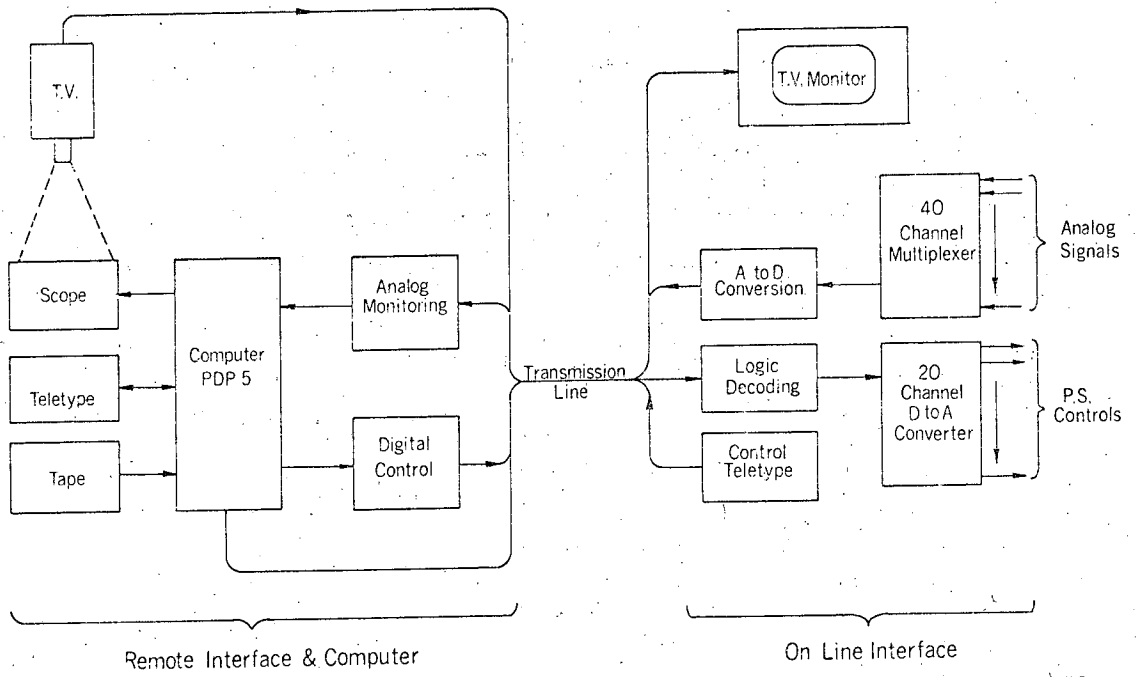 T.V.
T.V. Monitor
40
Channel
Multiplexer
Analog
Signals
Scope
Analog
Monitoring
A to D
Conversion
Computer
PDP 5
Transmission
Line
Teletype
Logic
Decoding
20
Channel
D to A
Converter
P.S.
Controls
Tape
Digital
Control
Control
Teletype
Remote Interface & Computer
On Line Interface